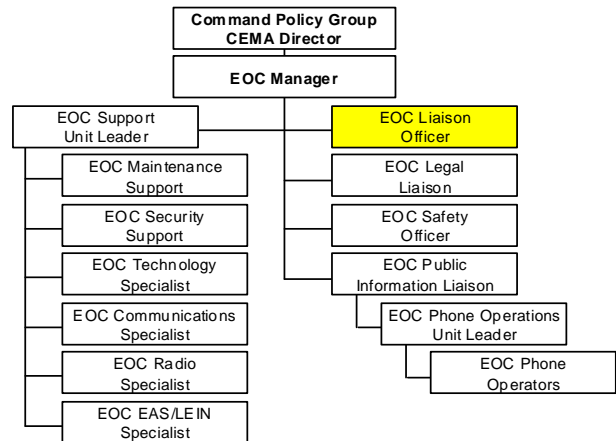 Command Policy Group
CEMA Director
EOC Manager
EOC Support
Unit Leader
EOC Maintenance
Support
EOC Security
Support
EOC Technology
Specialist
EOC Communications
Specialist
EOC Radio
Specialist
EOC EAS/LEIN
Specialist
EOC Liaison
Officer
EOC Legal
Liaison
EOC Safety
Officer
EOC Public
Information Liaison
EOC Phone Operations
Unit Leader
EOC Phone
Operators